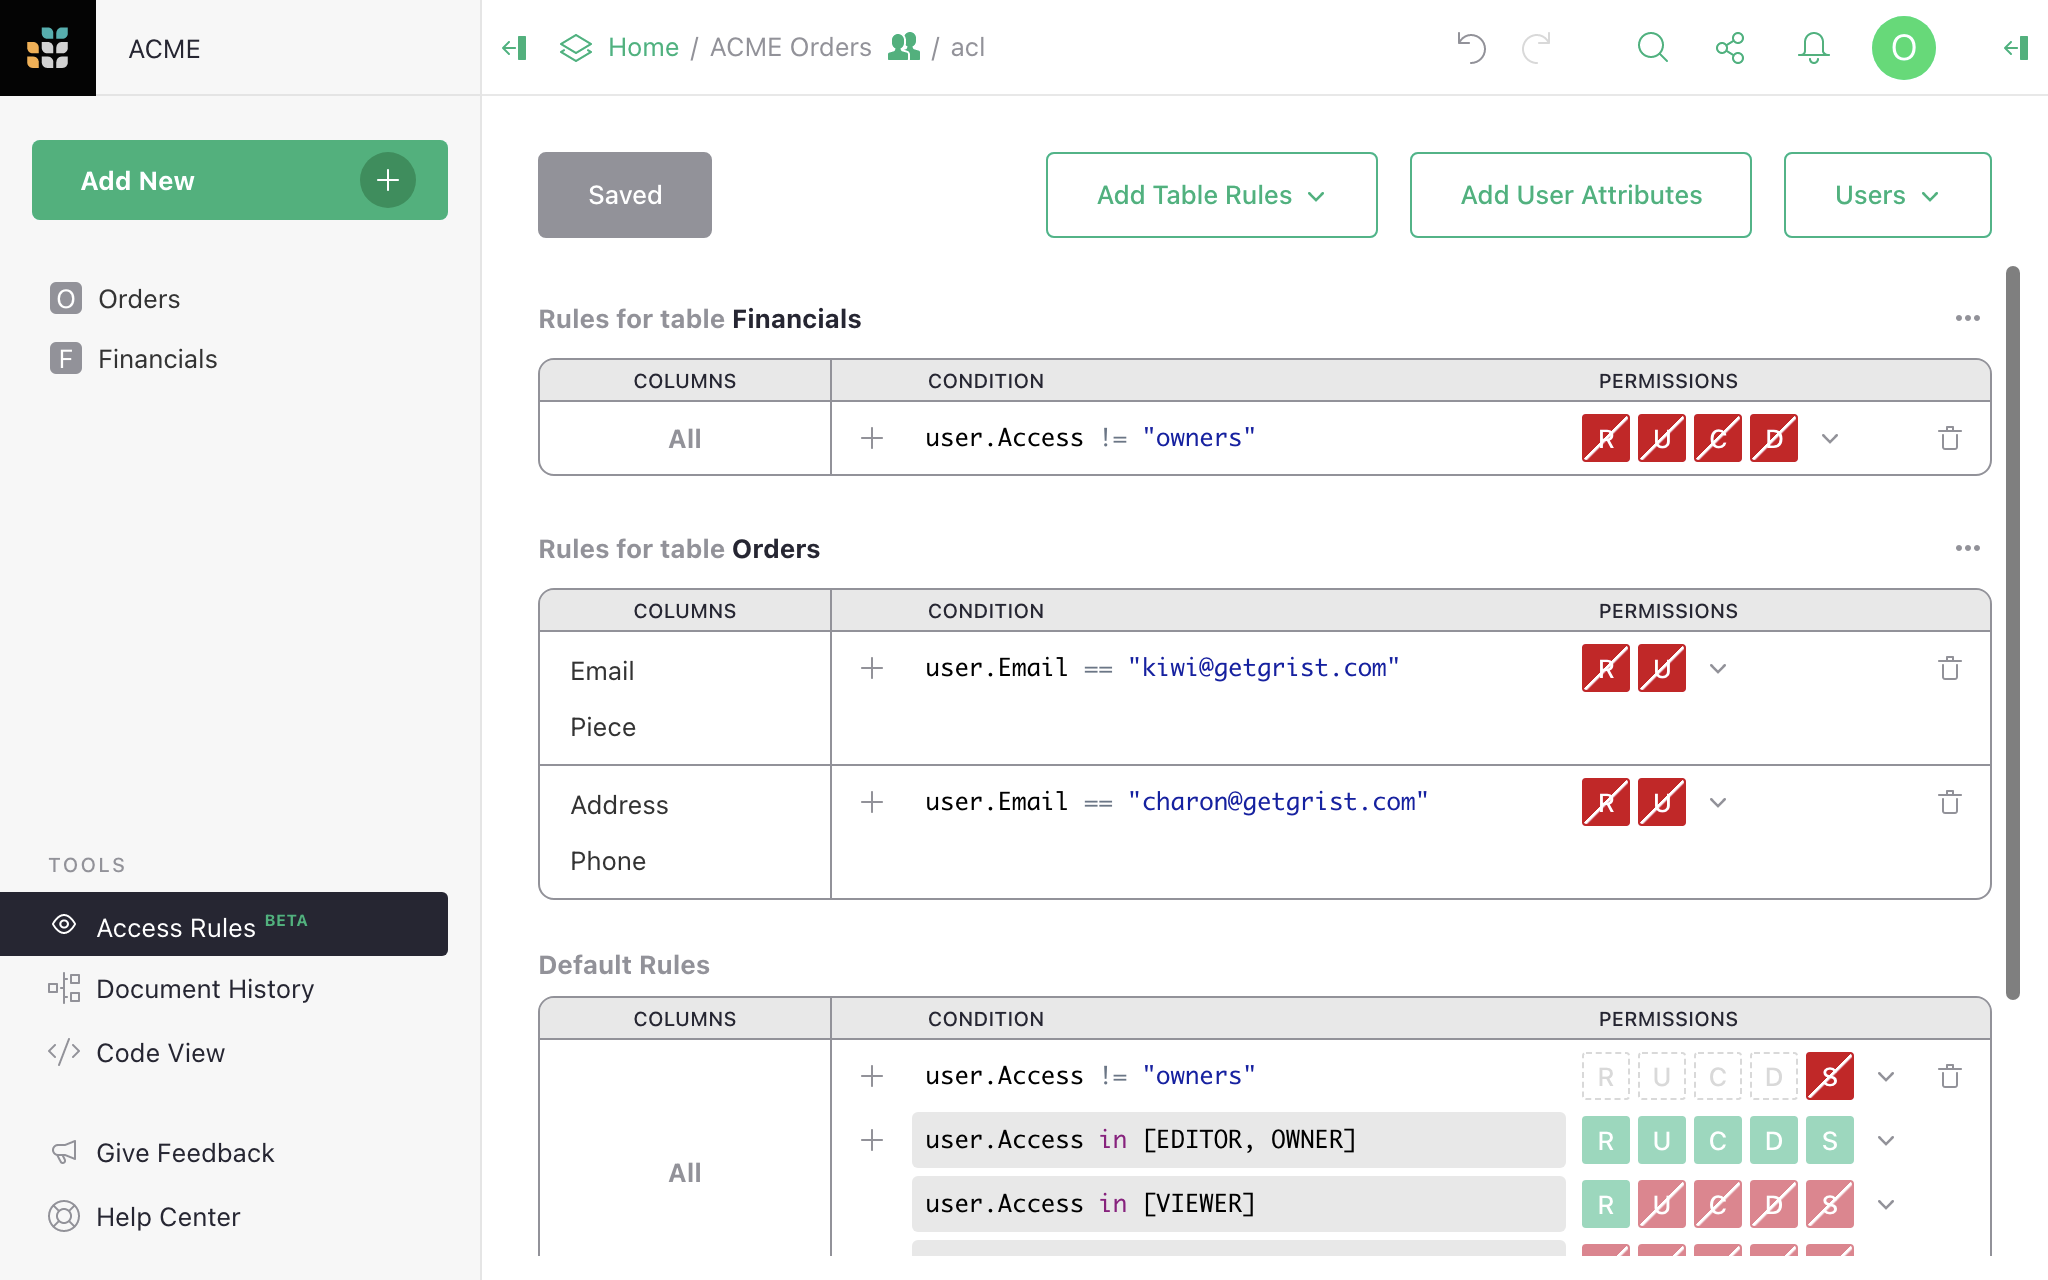 ACME
Home / ACME Orders / acl
O
Add New
Saved
Add Table Rules
Add User Attributes
Users
O Orders
F Financials
Rules for table Financials
COLUMNS CONDITION PERMISSIONS
All user.Access != "owners" R U C D
Rules for table Orders
COLUMNS CONDITION PERMISSIONS
Email user.Email == "kiwi@getgrist.com" R U
Piece
Address user.Email == "charon@getgrist.com" R U
Phone
Default Rules
COLUMNS CONDITION PERMISSIONS
user.Access != "owners" R U C D S
user.Access in [EDITOR, OWNER] R U C D S
All
user.Access in [VIEWER] R U C D S
TOOLS
Access Rules BETA
Document History
Code View
Give Feedback
Help Center